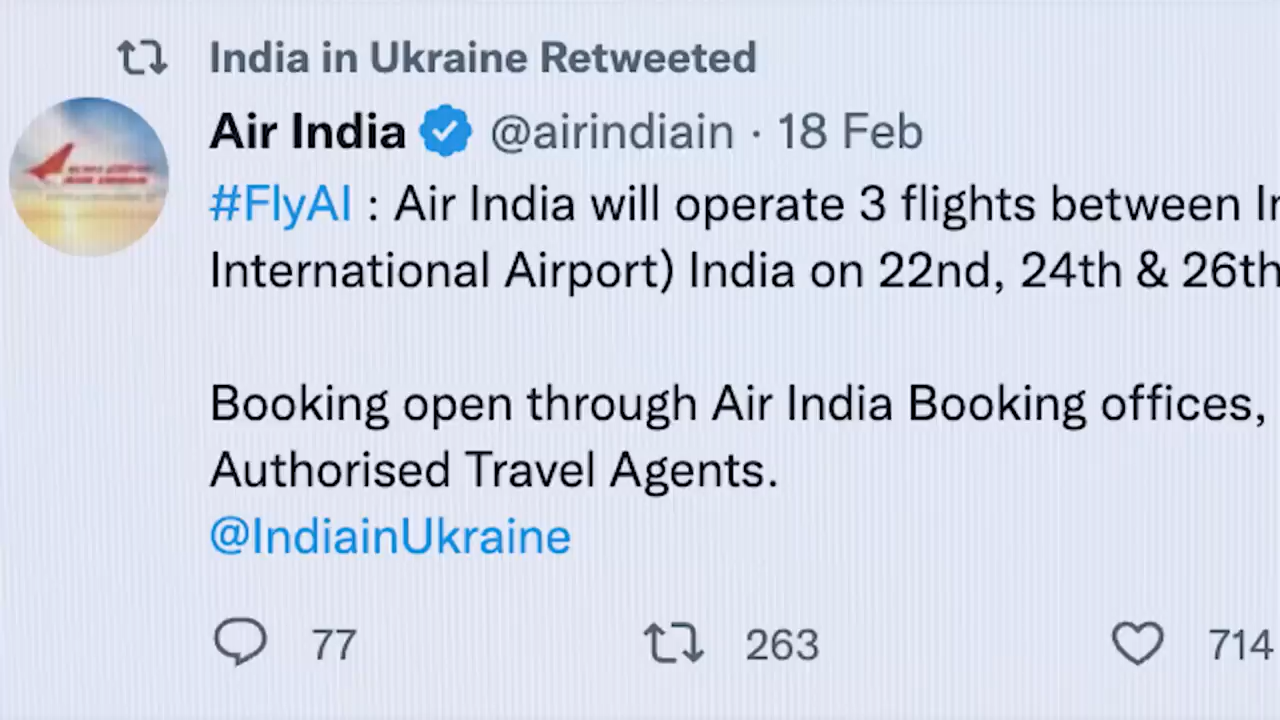 India in Ukraine Retweeted
Air India @airindiain · 18 Feb
#FlyAI : Air India will operate 3 flights between
International Airport) India on 22nd, 24th & 26th
Booking open through Air India Booking offices,
Authorised Travel Agents.
@IndiainUkraine
77 263 714